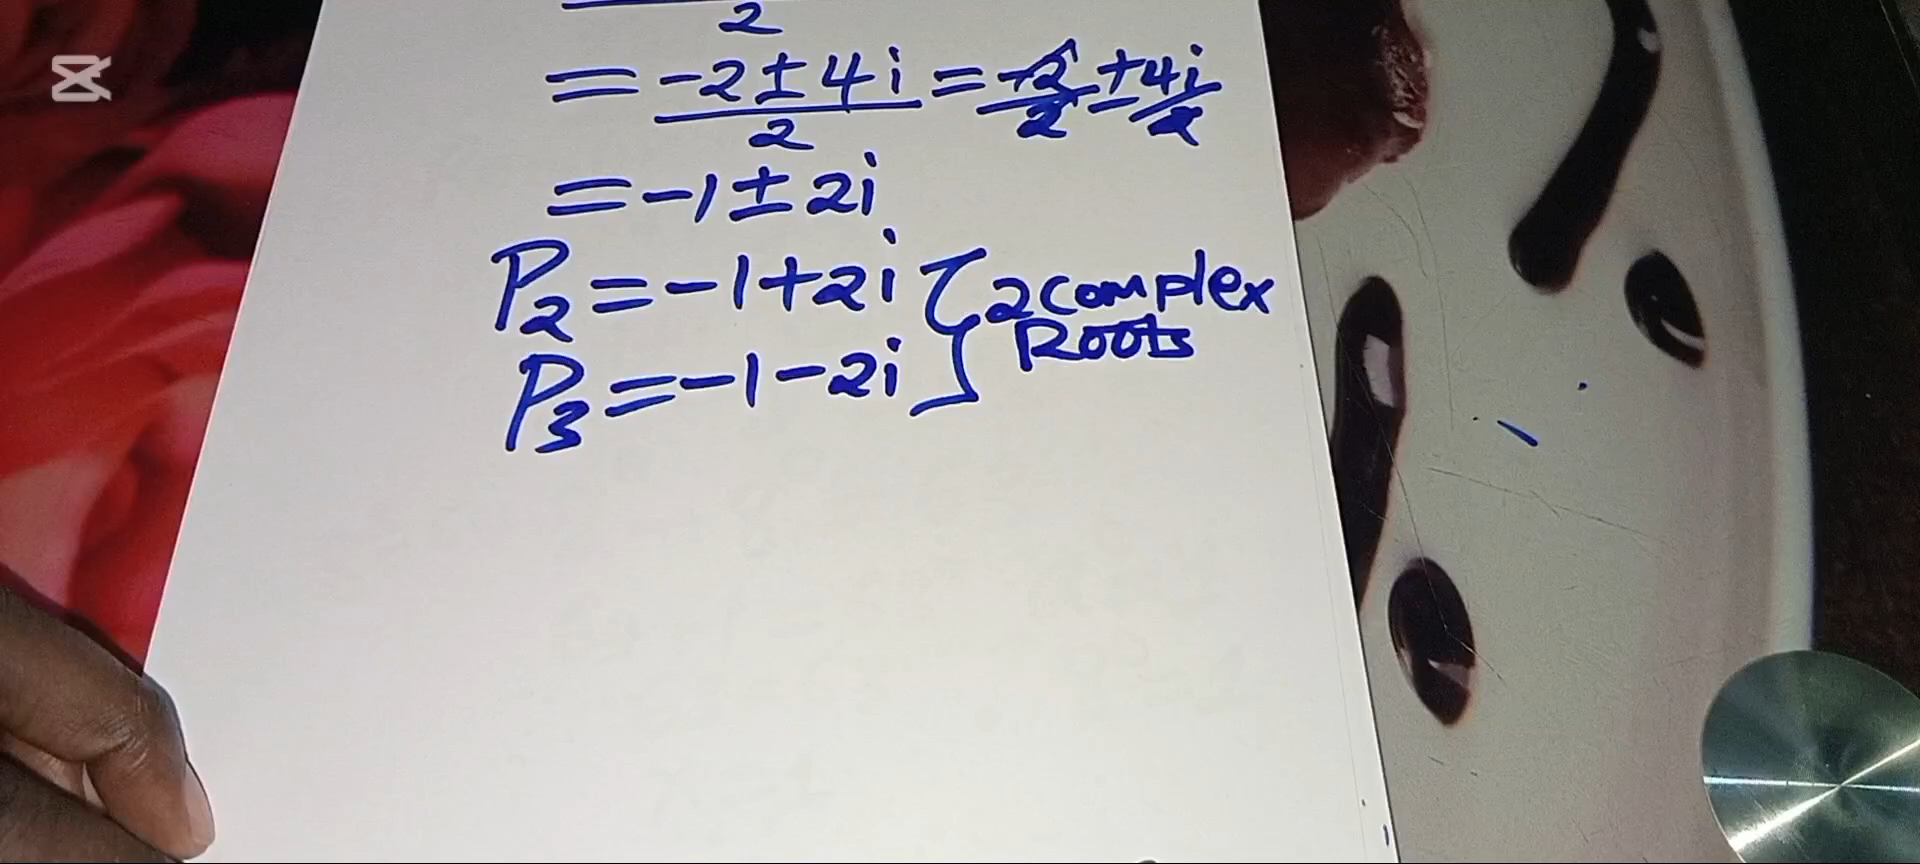 2
= -2 ± 4i / 2 = -2/2 ± 4i/2
= -1 ± 2i
P₂ = -1 + 2i } 2 complex
Roots
P₃ = -1 - 2i